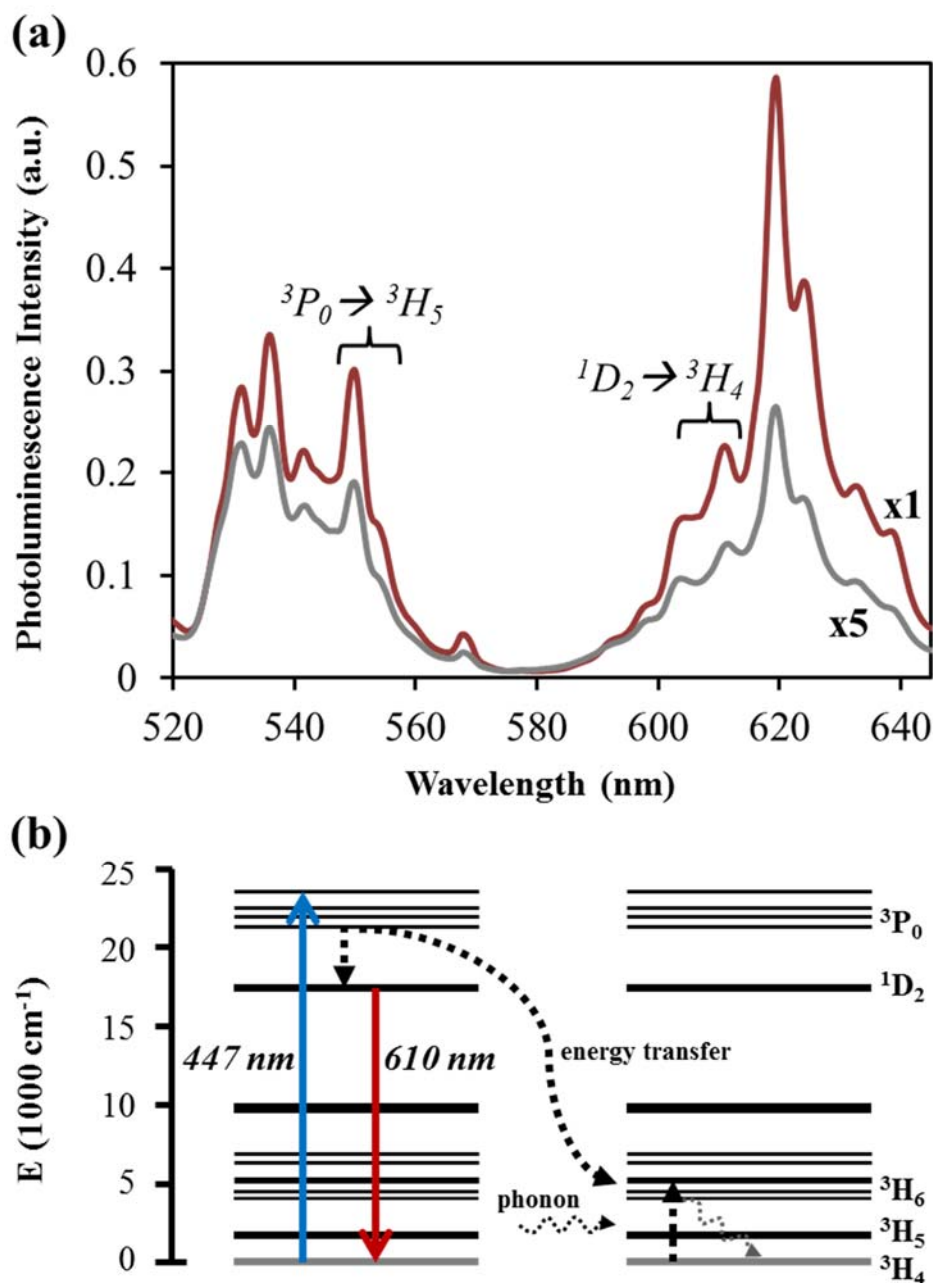 (a)
Photoluminescence Intensity (a.u.)
0.6
0.5
0.4
0.3
0.2
0.1
0
³P₀→ ³H₅
¹D₂→ ³H₄
x1
x5
520 540 560 580 600 620 640
Wavelength (nm)
(b)
E (1000 cm⁻¹)
25
20
15
10
5
0
447 nm
610 nm
energy transfer
phonon
³P₀
¹D₂
³H₆
³H₅
³H₄